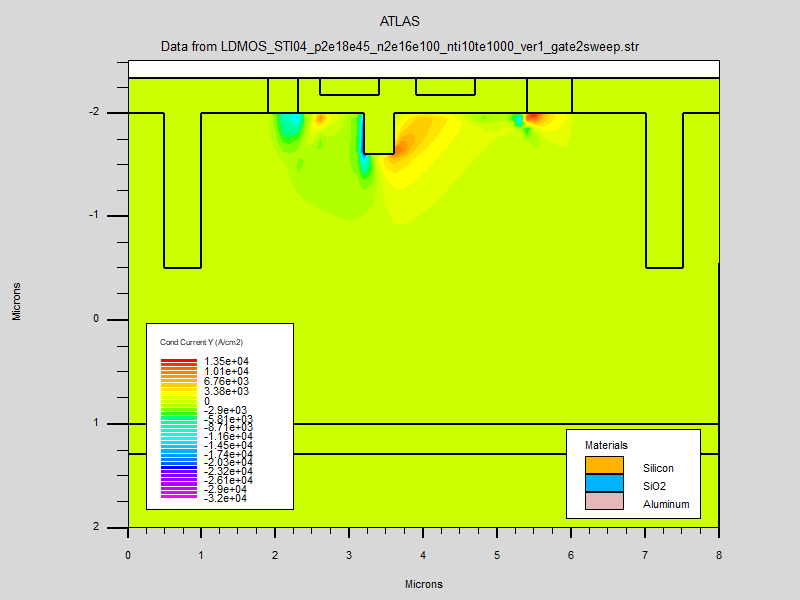 ATLAS
Data from LDMOS_STI04_p2e18e45_n2e16e100_nti10te1000_ver1_gate2sweep.str
-2
-1
0
1
2
Microns
Cond Current Y (A/cm2)
1.35e+04
1.01e+04
6.76e+03
3.38e+03
0
-2.9e+03
-5.81e+03
-8.71e+03
-1.16e+04
-1.45e+04
-1.74e+04
-2.03e+04
-2.32e+04
-2.61e+04
-2.9e+04
-3.2e+04
Materials
Silicon
SiO2
Aluminum
0 1 2 3 4 5 6 7 8
Microns